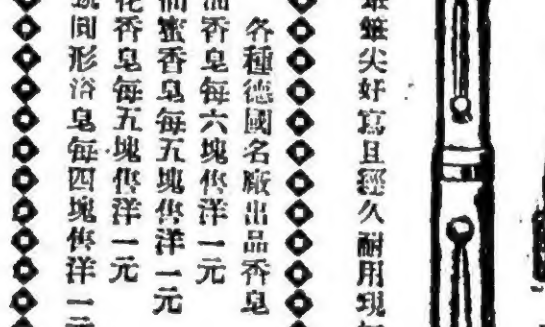 筆尖好寫且經久耐用現
各種德國名廠出品香皂
香皂每六塊售洋一元
蜜香皂每五塊售洋一元
花香皂每五塊售洋一元
同形浴皂每四塊售洋一元